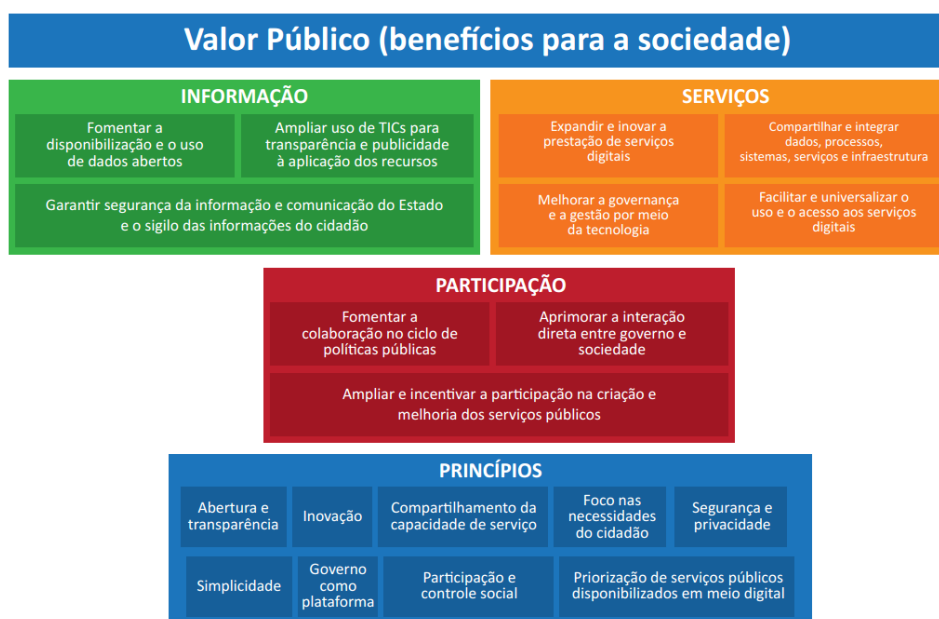 Valor Público (benefícios para a sociedade)
INFORMAÇÃO
Fomentar a
disponibilização e o uso
de dados abertos
Ampliar uso de TICs para
transparência e publicidade
à aplicação dos recursos
Garantir segurança da informação e comunicação do Estado
e o sigilo das informações do cidadão
SERVIÇOS
Expandir e inovar a
prestação de serviços
digitais
Compartilhar e integrar
dados, processos,
sistemas, serviços e infraestrutura
Melhorar a governança
e a gestão por meio
da tecnologia
Facilitar e universalizar o
uso e o acesso aos serviços
digitais
PARTICIPAÇÃO
Fomentar a
colaboração no ciclo de
políticas públicas
Aprimorar a interação
direta entre governo e
sociedade
Ampliar e incentivar a participação na criação e
melhoria dos serviços públicos
PRINCÍPIOS
Abertura e
transparência
Inovação
Compartilhamento da
capacidade de serviço
Foco nas
necessidades
do cidadão
Segurança e
privacidade
Simplicidade
Governo
como
plataforma
Participação e
controle social
Priorização de serviços públicos
disponibilizados em meio digital